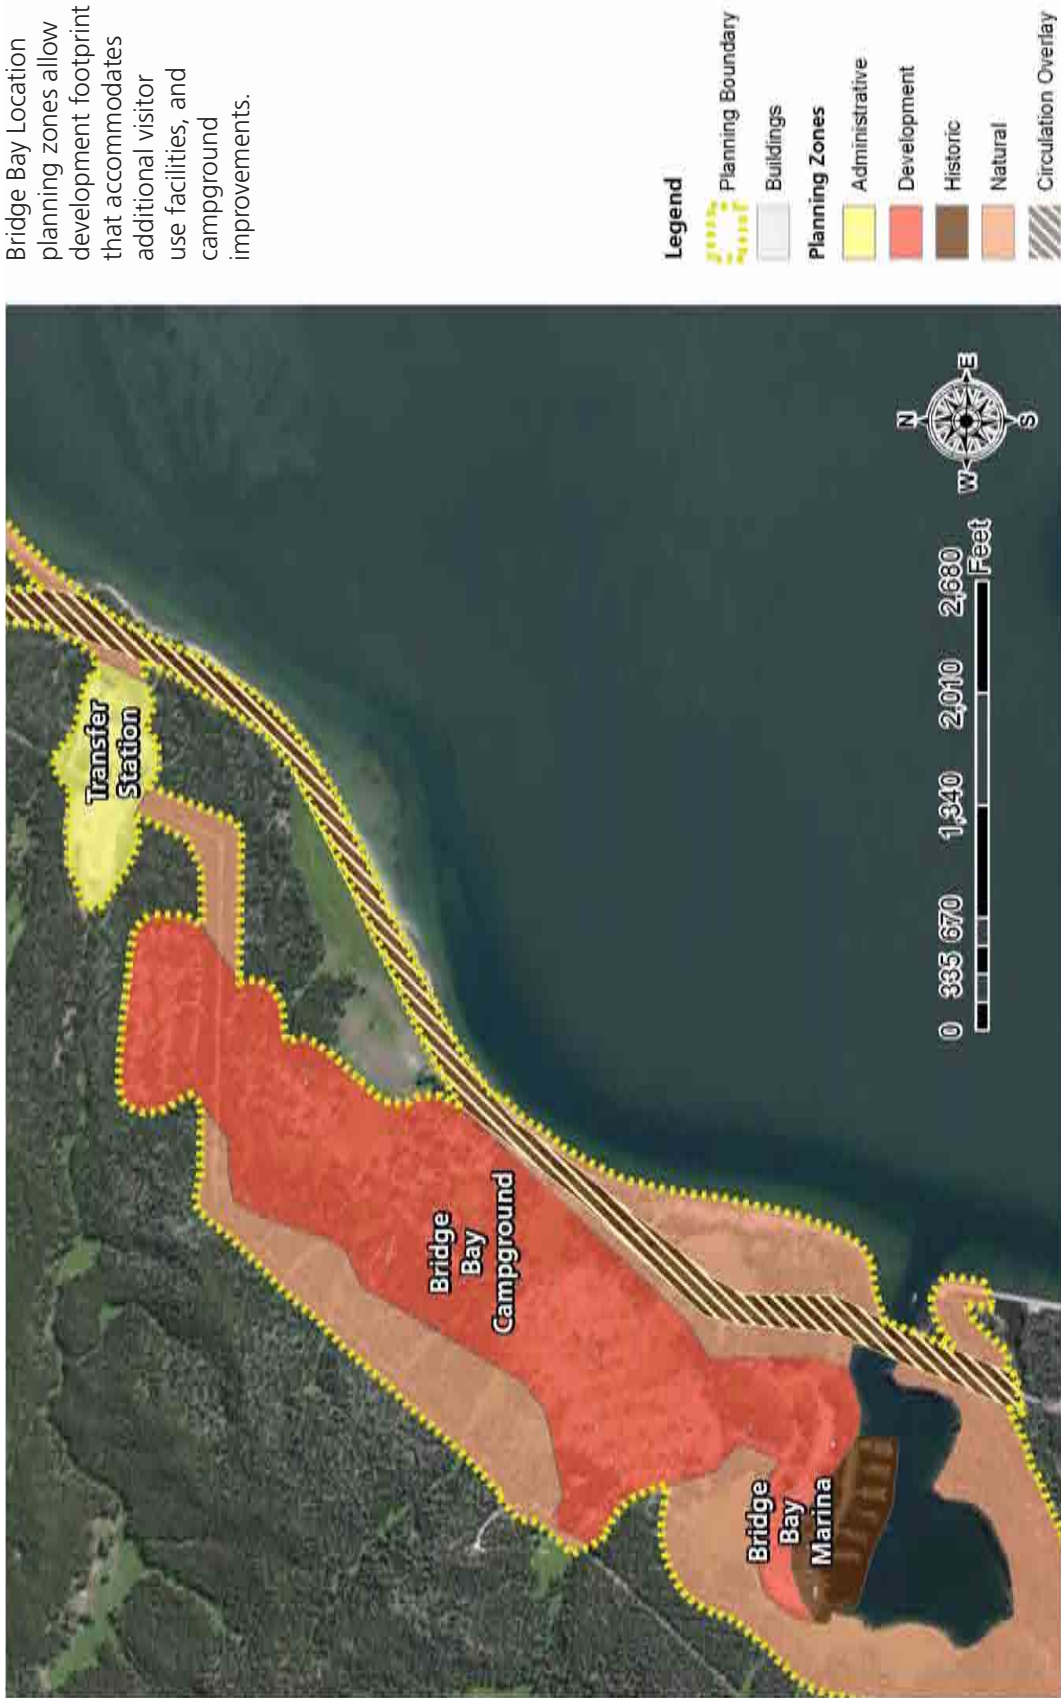 Bridge Bay Location
planning zones allow
development footprint
that accommodates
additional visitor
use facilities, and
campground
improvements.
Legend
Planning Boundary
Buildings
Planning Zones
Administrative
Development
Historic
Natural
Circulation Overlay
Transfer
Station
Bridge
Bay
Campground
Bridge
Bay
Marina
N
W E
S
0 335 670 1,340 2,010 2,680
Feet